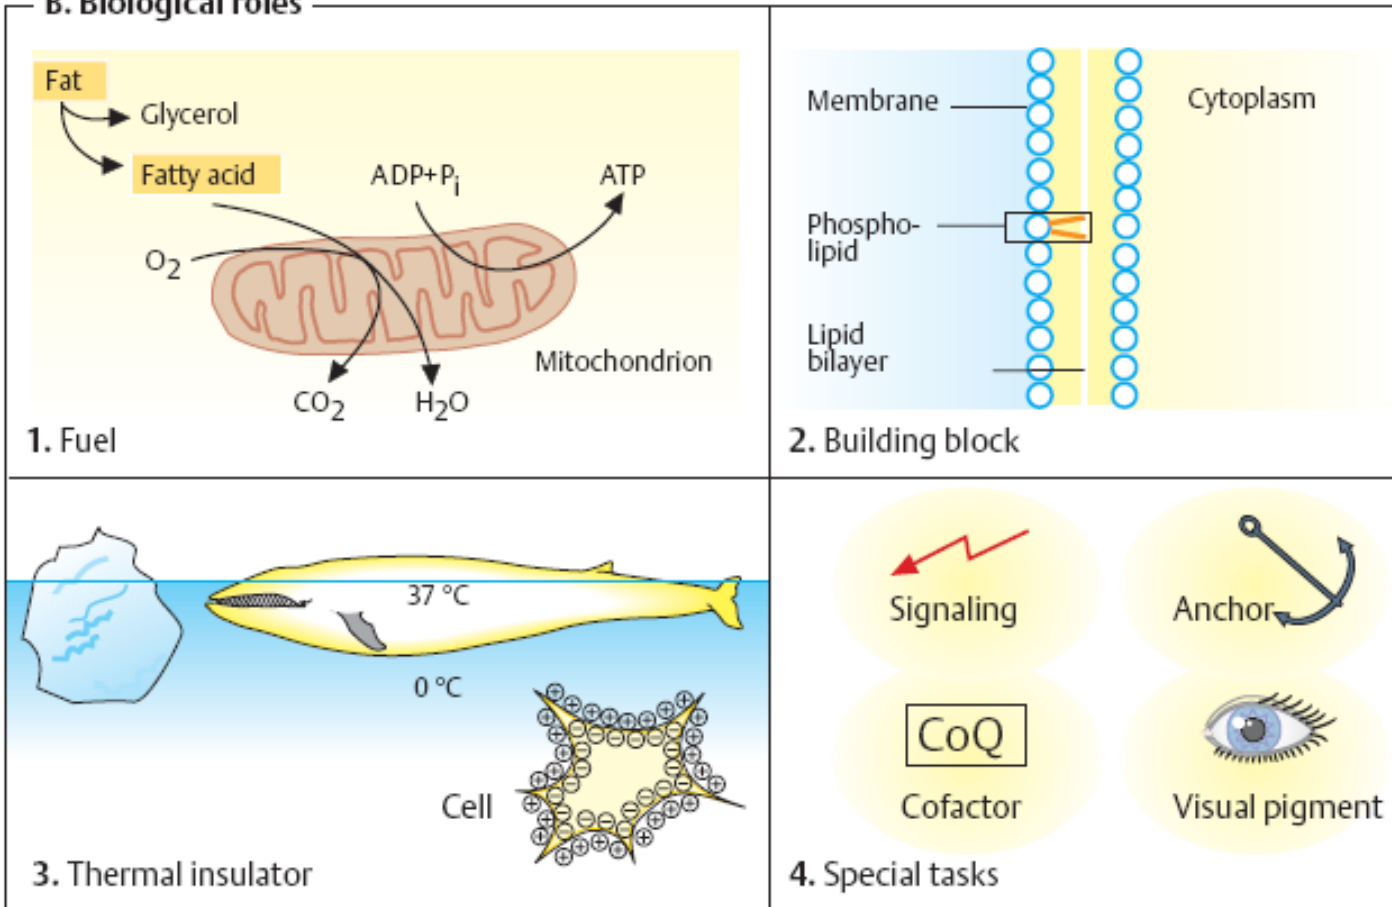 B. Biological roles
Fat
Glycerol
Fatty acid
ADP+Pi
ATP
O2
Mitochondrion
CO2
H2O
1. Fuel
Membrane
Cytoplasm
Phospho-
lipid
Lipid
bilayer
2. Building block
37 °C
0 °C
Cell
3. Thermal insulator
Signaling
Anchor
CoQ
Cofactor
Visual pigment
4. Special tasks